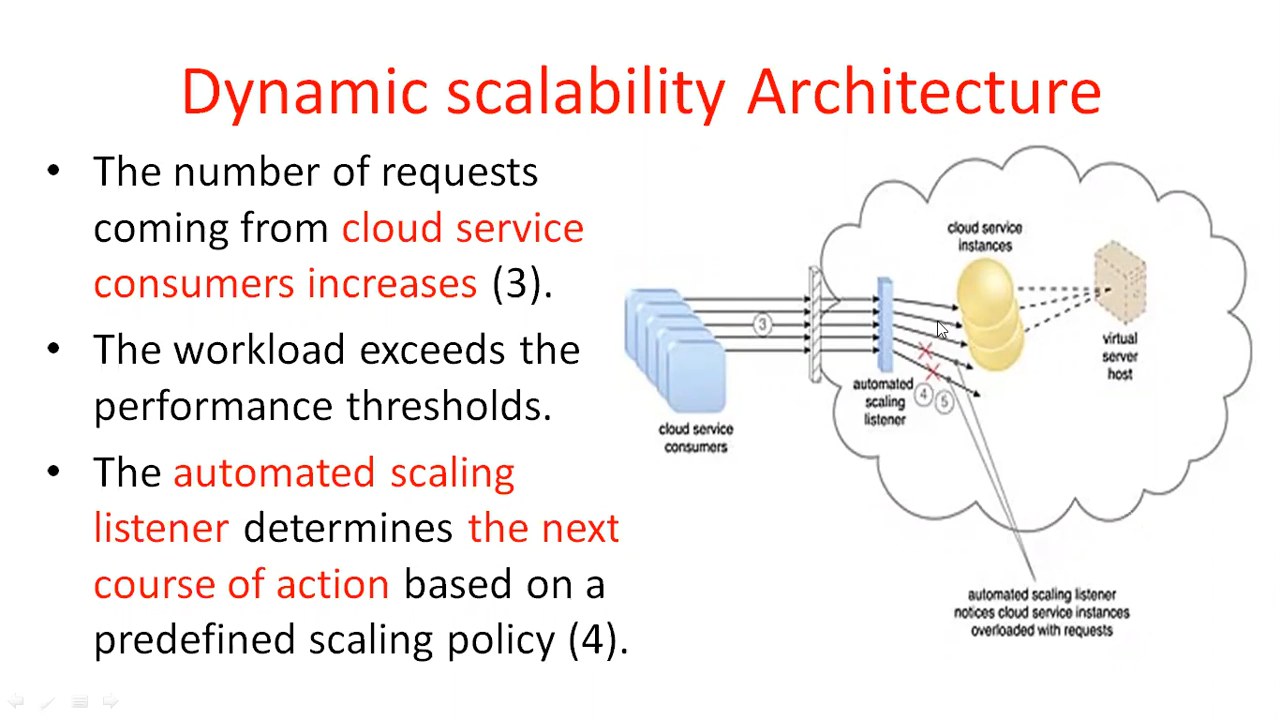 Dynamic scalability Architecture
• The number of requests
coming from cloud service
consumers increases (3).
• The workload exceeds the
performance thresholds.
• The automated scaling
listener determines the next
course of action based on a
predefined scaling policy (4).
cloud service
instances
3
virtual
server
host
automated
scaling
listener
4
5
cloud service
consumers
automated scaling listener
notices cloud service instances
overloaded with requests